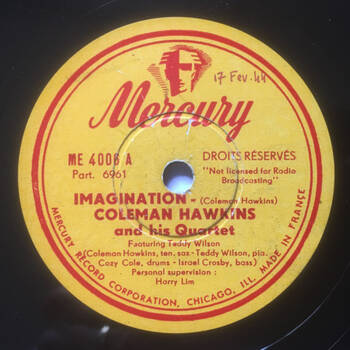 17 Fev. 44
Mercury
ME 4006 A
Part. 6961
DROITS RÉSERVÉS
"Not licensed for Radio
Broadcasting"
IMAGINATION - (Coleman Hawkins)
COLEMAN HAWKINS
and his Quartet
Featuring Teddy Wilson
(Coleman Hawkins, ten. sax - Teddy Wilson, pia.
Cozy Cole, drums - Israel Crosby, bass)
Personal supervision :
Harry Lim
MERCURY RECORD CORPORATION, CHICAGO, ILL. MADE IN FRANCE